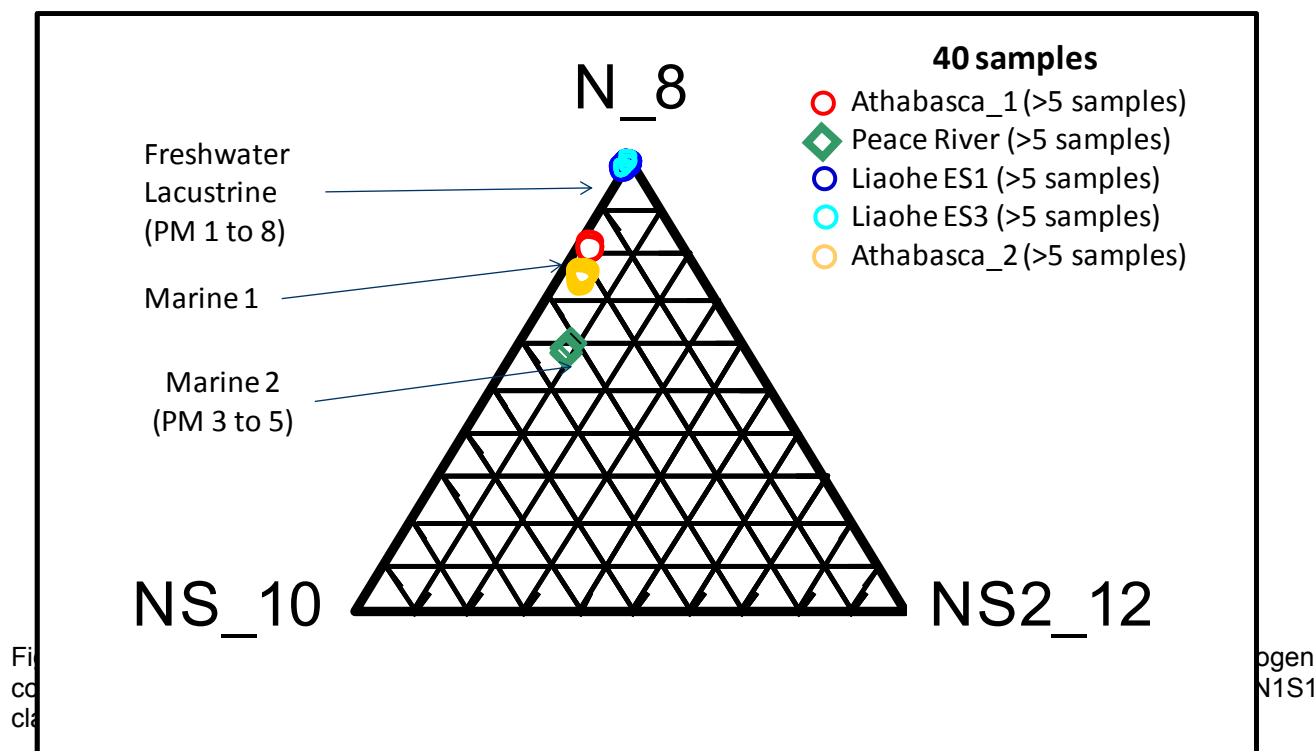 N_8
40 samples
Athabasca_1 (>5 samples)
Peace River (>5 samples)
Liaohe ES1 (>5 samples)
Liaohe ES3 (>5 samples)
Athabasca_2 (>5 samples)
Freshwater
Lacustrine
(PM 1 to 8)
Marine 1
Marine 2
(PM 3 to 5)
NS_10
NS2_12
N1S1